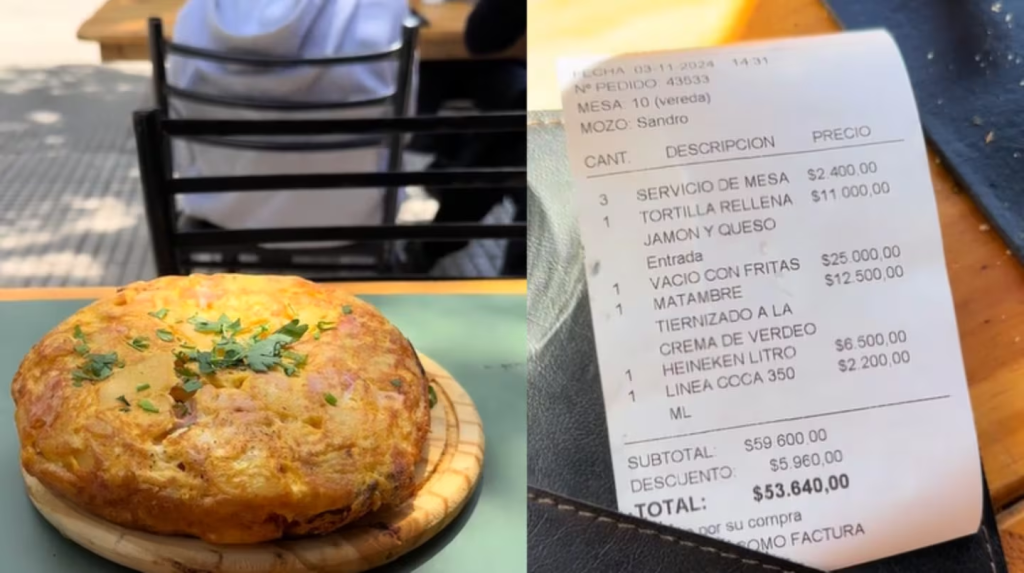 FECHA 03-11-2024 14:31
Nº PEDIDO: 43533
MESA: 10 (vereda)
MOZO: Sandro
CANT. DESCRIPCION PRECIO
3 SERVICIO DE MESA $2.400,00
1 TORTILLA RELLENA $11.000,00
JAMON Y QUESO
Entrada
1 VACIO CON FRITAS $25.000,00
1 MATAMBRE $12.500,00
TIERNIZADO A LA
CREMA DE VERDEO
1 HEINEKEN LITRO $6.500,00
1 LINEA COCA 350 $2.200,00
ML
SUBTOTAL: $59.600,00
DESCUENTO: $5.960,00
TOTAL: $53.640,00
por su compra
COMO FACTURA